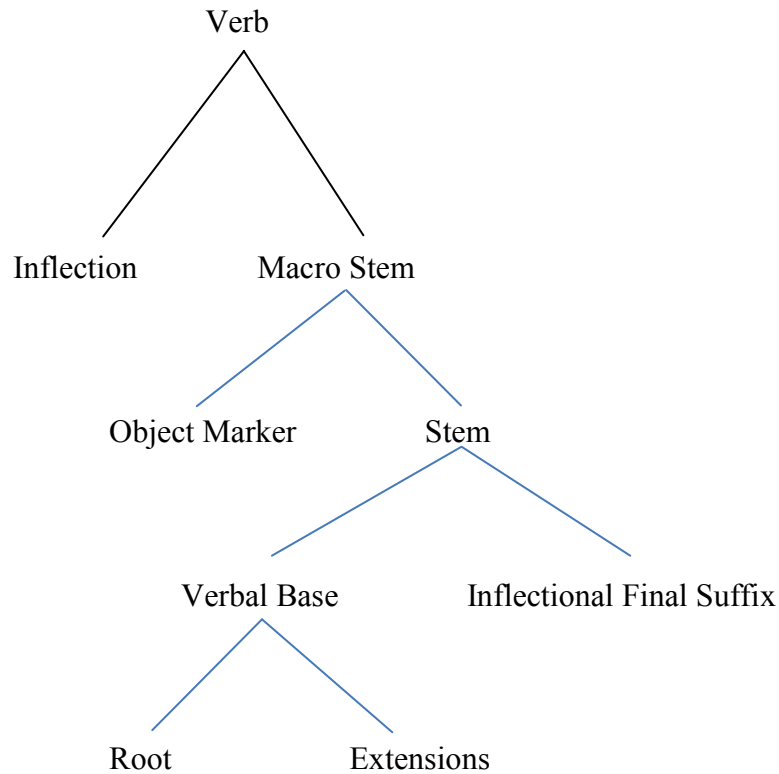 Verb
Inflection Macro Stem
Object Marker Stem
Verbal Base Inflectional Final Suffix
Root Extensions